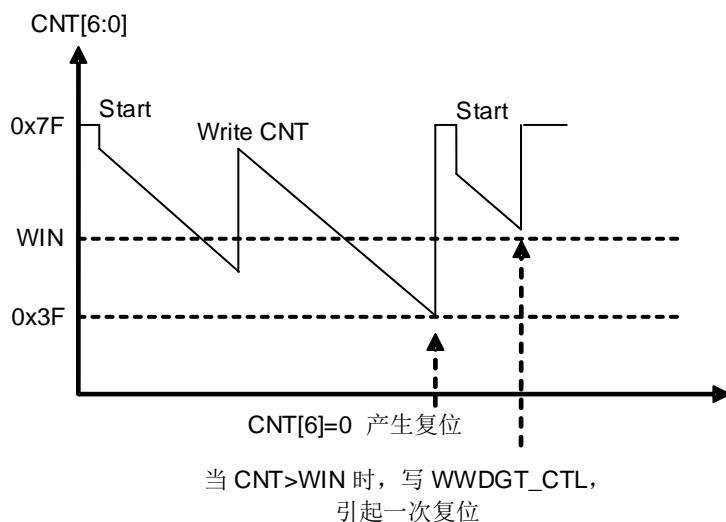 CNT[6:0]
0x7F
Start
Write CNT
Start
WIN
0x3F
CNT[6]=0 产生复位
当 CNT>WIN 时，写 WWDGT_CTL，
引起一次复位